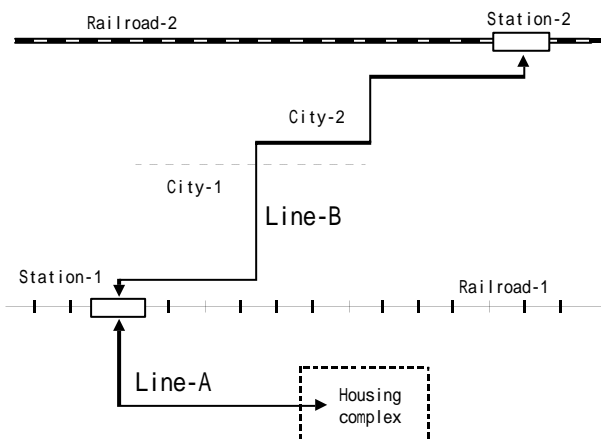 Station-2
Railroad-2
City-2
City-1
Line-B
Station-1
Railroad-1
Line-A
Housing
complex